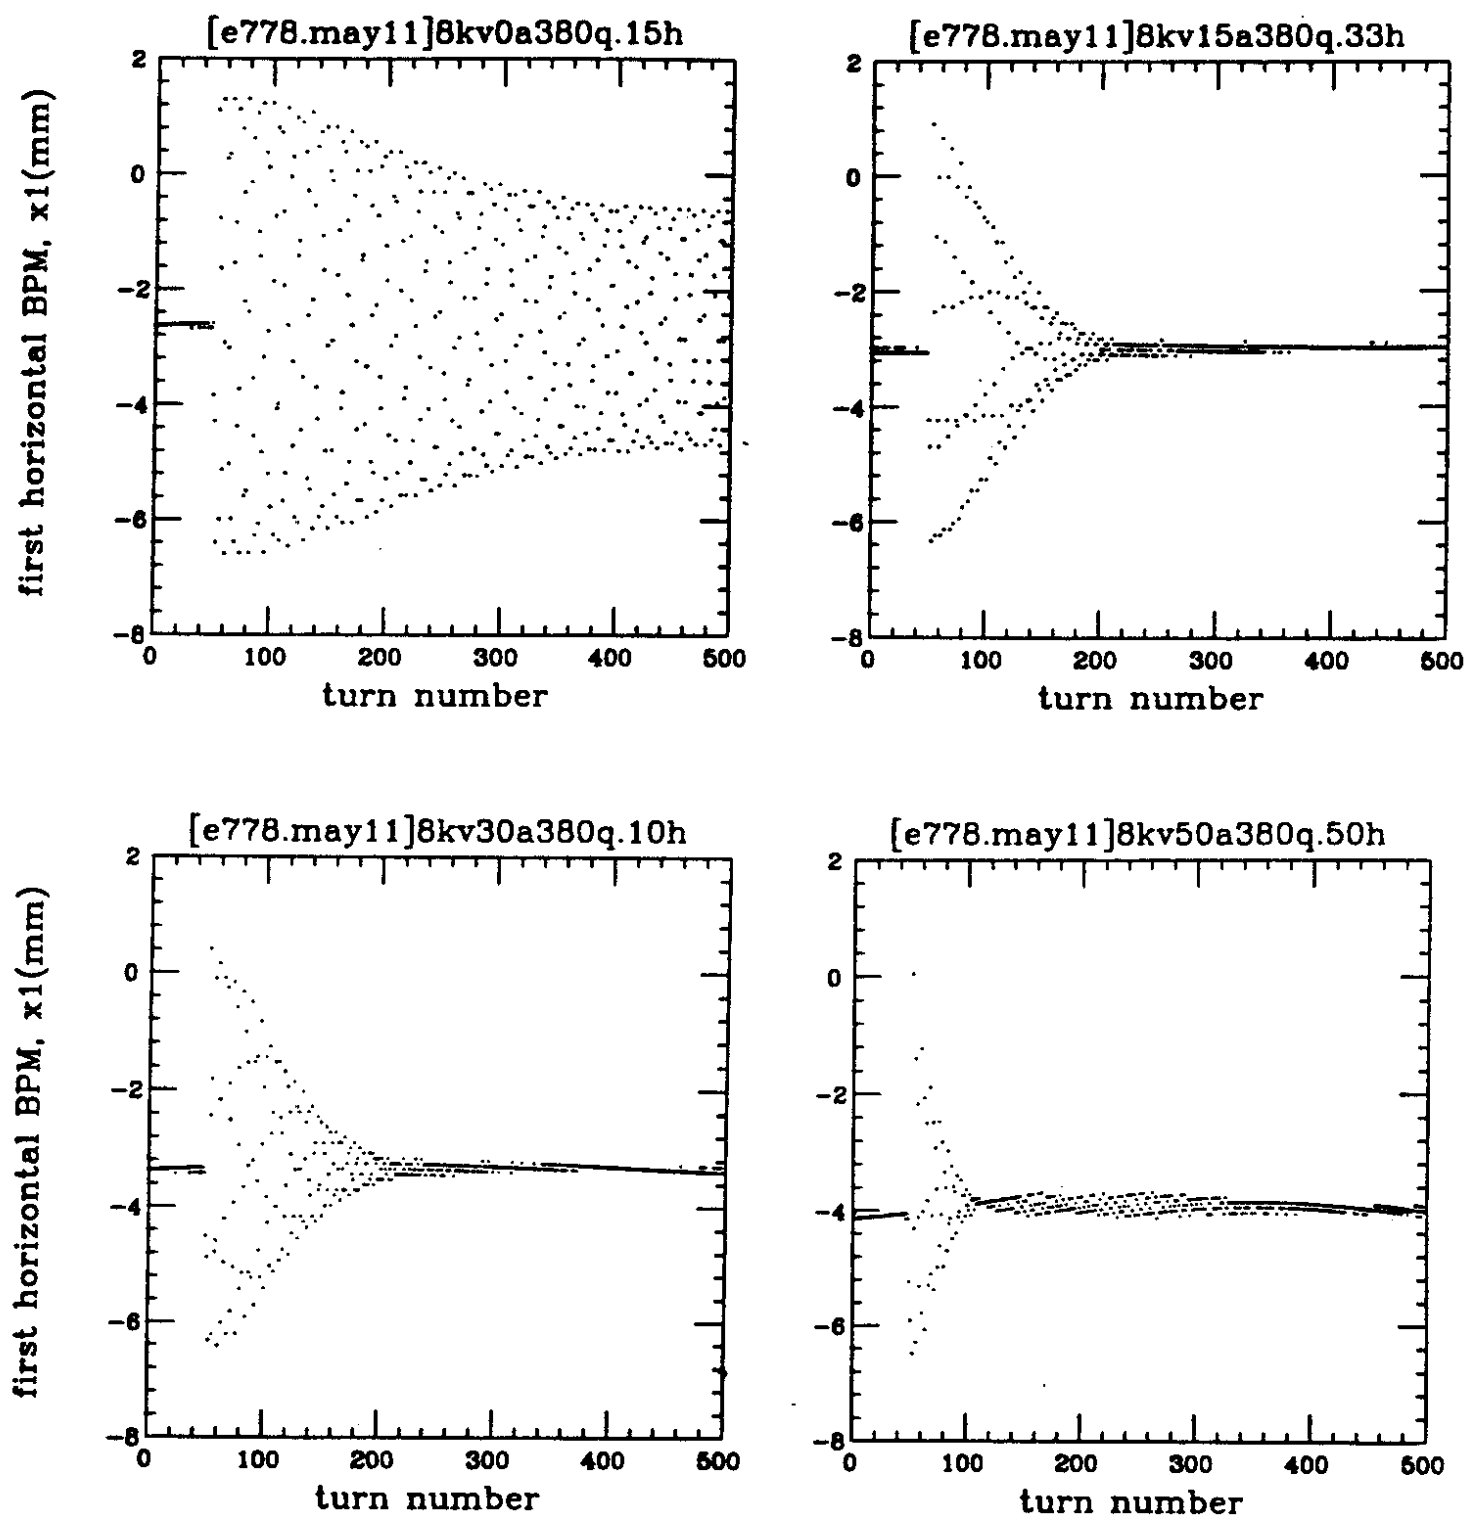 [e778.may11]8kv0a380q.15h
first horizontal BPM, x1(mm)
2
0
−2
−4
−6
−8
0 100 200 300 400 500
turn number
[e778.may11]8kv15a380q.33h
2
0
−2
−4
−6
−8
0 100 200 300 400 500
turn number
[e778.may11]8kv30a380q.10h
first horizontal BPM, x1(mm)
2
0
−2
−4
−6
−8
0 100 200 300 400 500
turn number
[e778.may11]8kv50a380q.50h
2
0
−2
−4
−6
−8
0 100 200 300 400 500
turn number